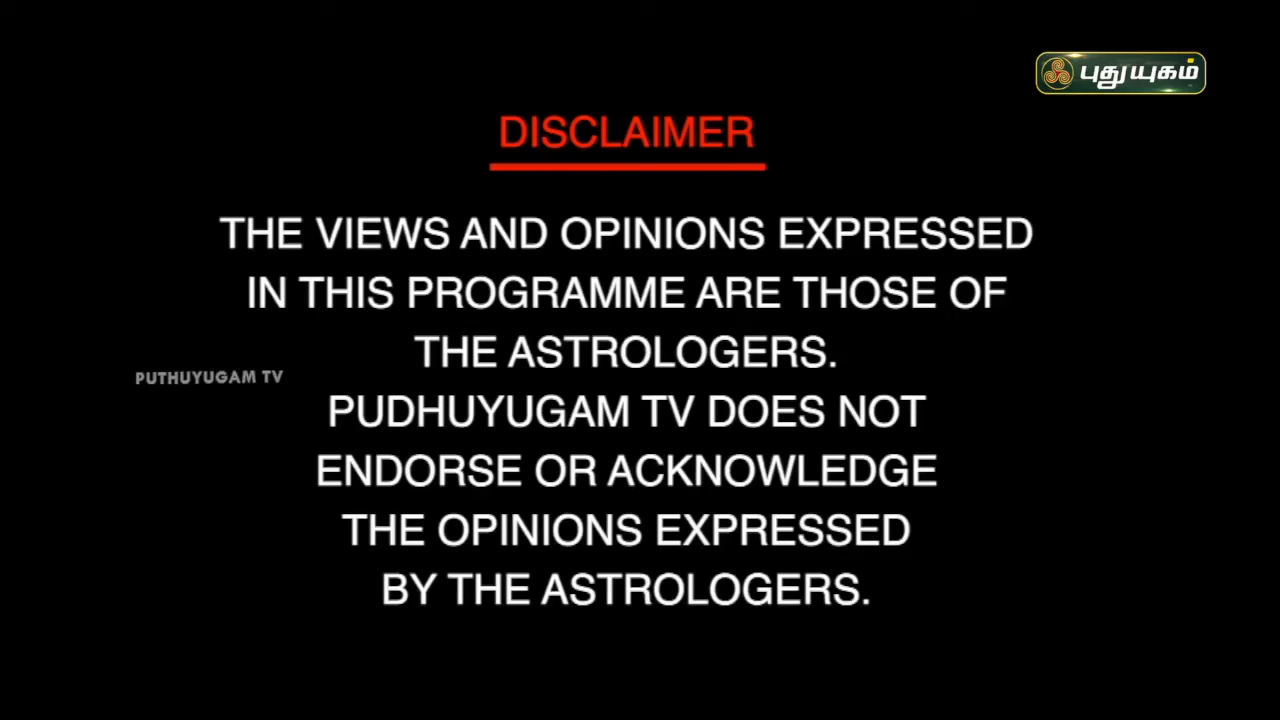 புதுயுகம்
DISCLAIMER
THE VIEWS AND OPINIONS EXPRESSED
IN THIS PROGRAMME ARE THOSE OF
THE ASTROLOGERS.
PUTHUYUGAM TV
PUDHUYUGAM TV DOES NOT
ENDORSE OR ACKNOWLEDGE
THE OPINIONS EXPRESSED
BY THE ASTROLOGERS.